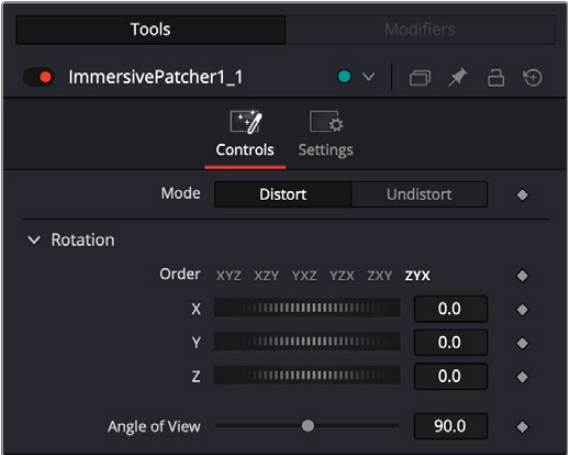 Tools Modifiers
ImmersivePatcher1_1
Controls Settings
Mode Distort Undistort
Rotation
Order XYZ XZY YXZ YZX ZXY ZYX
X 0.0
Y 0.0
Z 0.0
Angle of View 90.0